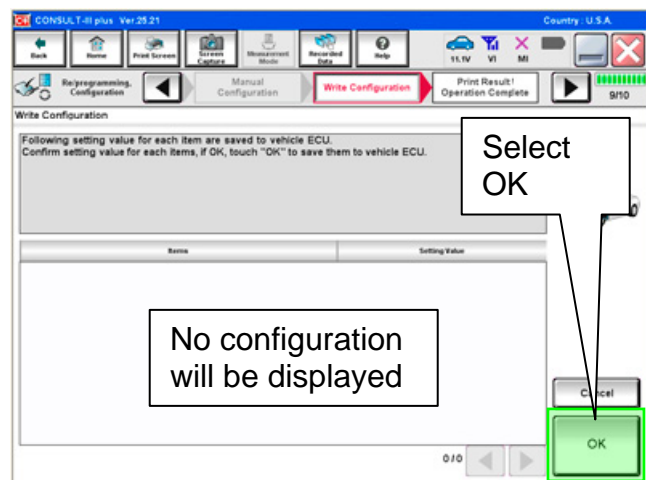 CONSULT-III plus Ver.25.21
Country : U.S.A.
Back
Home
Print Screen
Screen Capture
Measurement Mode
Recorded Data
Help
11.1V
VI
MI
Re/programming, Configuration
Manual Configuration
Write Configuration
Print Result! Operation Complete
9/10
Write Configuration
Following setting value for each item are saved to vehicle ECU.
Confirm setting value for each items, if OK, touch "OK" to save them to vehicle ECU.
Select
OK
Items
Setting Value
No configuration
will be displayed
Cancel
OK
0/0